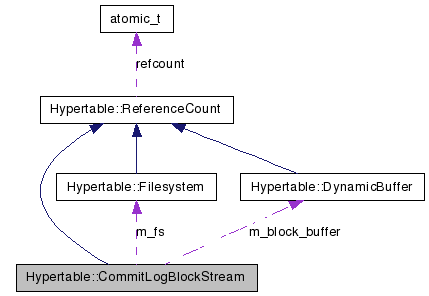 atomic_t
refcount
Hypertable::ReferenceCount
Hypertable::Filesystem
Hypertable::DynamicBuffer
m_fs
m_block_buffer
Hypertable::CommitLogBlockStream